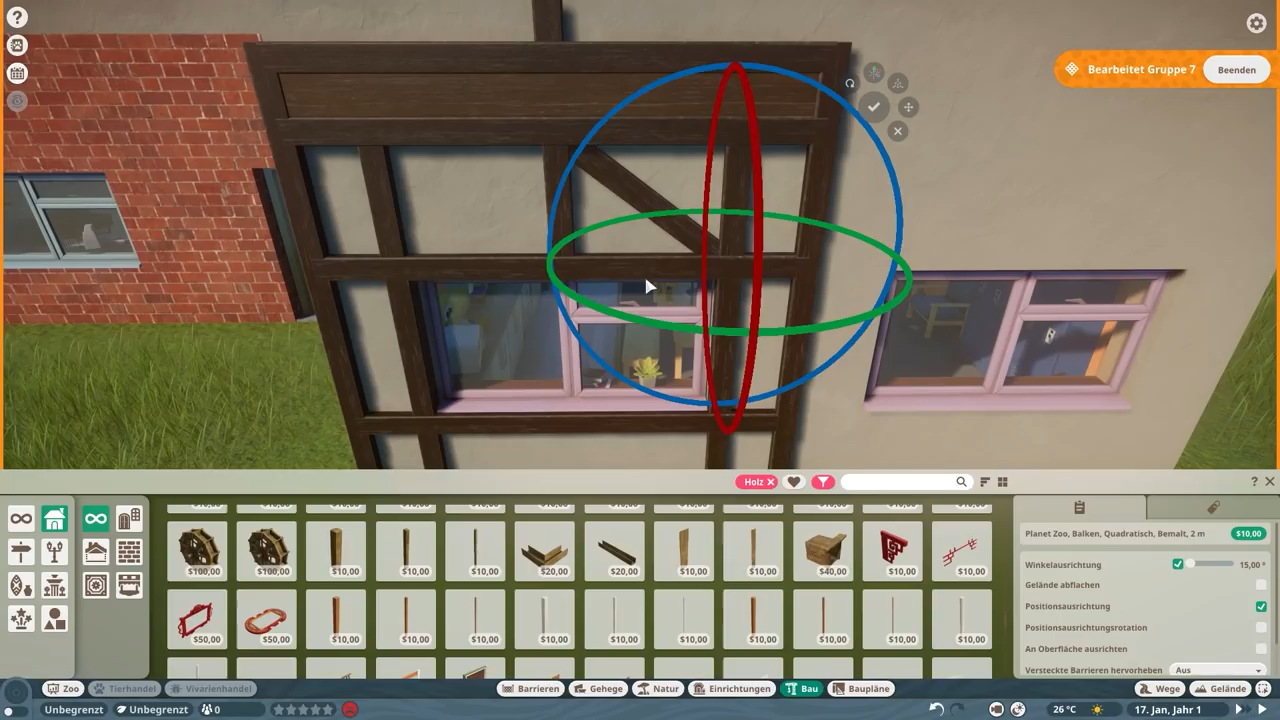 Bearbeitet Gruppe 7
Beenden
Holz
$100,00 $100,00 $10,00 $10,00 $10,00 $20,00 $20,00 $10,00 $10,00 $40,00 $10,00 $10,00
$50,00 $50,00 $10,00 $10,00 $10,00 $10,00 $10,00 $10,00 $10,00 $10,00 $10,00 $10,00
Planet Zoo, Balken, Quadratisch, Bemalt, 2 m $10,00
Winkelausrichtung 15,00 °
Gelände abflachen
Positionsausrichtung
Positionsausrichtungsrotation
An Oberfläche ausrichten
Versteckte Barrieren hervorheben Aus
Zoo Tierhandel Vivarienhandel Barrieren Gehege Natur Einrichtungen Bau Baupläne Wege Gelände
Unbegrenzt Unbegrenzt 0 26 °C 17. Jan, Jahr 1